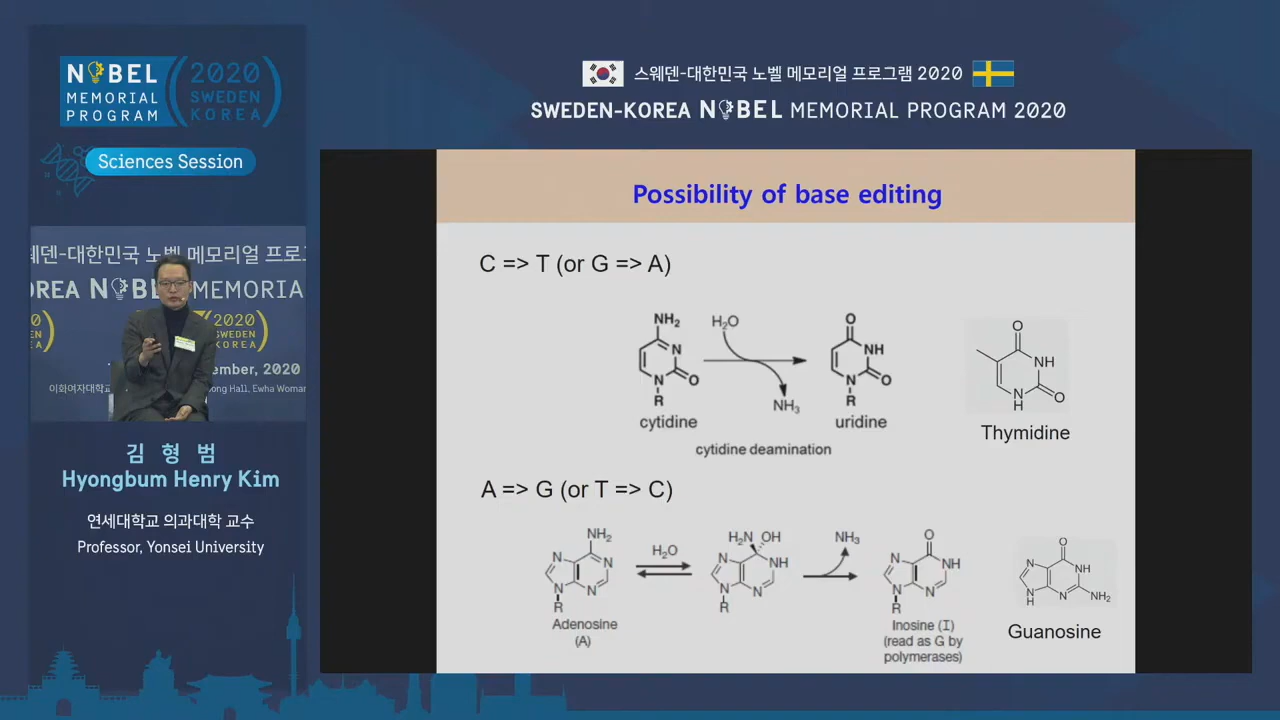 NOBEL
MEMORIAL
PROGRAM
2020
SWEDEN
KOREA
Sciences Session
스웨덴-대한민국 노벨 메모리얼 프로그램 2020
SWEDEN-KOREA NOBEL MEMORIAL PROGRAM 2020
웨덴-대한민국 노벨 메모리얼 프로그
OREA NOBEL MEMORIA
2020
SWEDEN
KOREA
ember, 2020
이화여자대학교
ong Hall, Ewha Woman
김 형 범
Hyongbum Henry Kim
연세대학교 의과대학 교수
Professor, Yonsei University
Possibility of base editing
C => T (or G => A)
NH₂
N
N
O
R
cytidine
H₂O
NH₃
cytidine deamination
O
NH
N
O
R
uridine
O
NH
N
H
O
Thymidine
A => G (or T => C)
NH₂
N
N
N
N
R
Adenosine
(A)
H₂O
H₂N
OH
N
NH
N
N
R
NH₃
O
N
NH
N
N
R
Inosine (I)
(read as G by
polymerases)
O
N
NH
N
H
N
NH₂
Guanosine